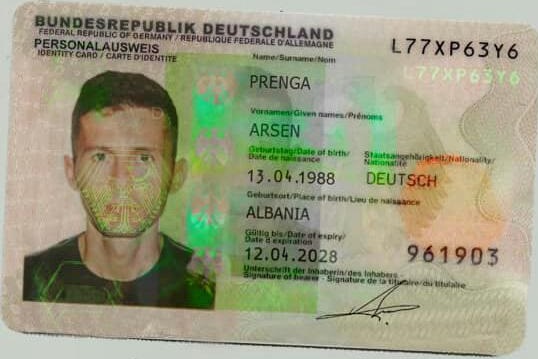 BUNDESREPUBLIK DEUTSCHLAND
FEDERAL REPUBLIC OF GERMANY / REPUBLIQUE FEDERALE D'ALLEMAGNE
PERSONALAUSWEIS
IDENTITY CARD / CARTE D'IDENTITÉ
L77XP63Y6
L77XP63Y6
Name/Surname/Nom
PRENGA
Vornamen/Given names/Prénoms
ARSEN
Geburtstag/Date of birth/
Date de naissance
Staatsangehörigkeit/Nationality/
Nationalité
13.04.1988 DEUTSCH
Geburtsort/Place of birth/Lieu de naissance
ALBANIA
Gültig bis/Date of expiry/
Date d'expiration
12.04.2028 961903
Unterschrift der Inhaberin/des Inhabers
Signature of bearer - Signature de la titulaire/du titulaire